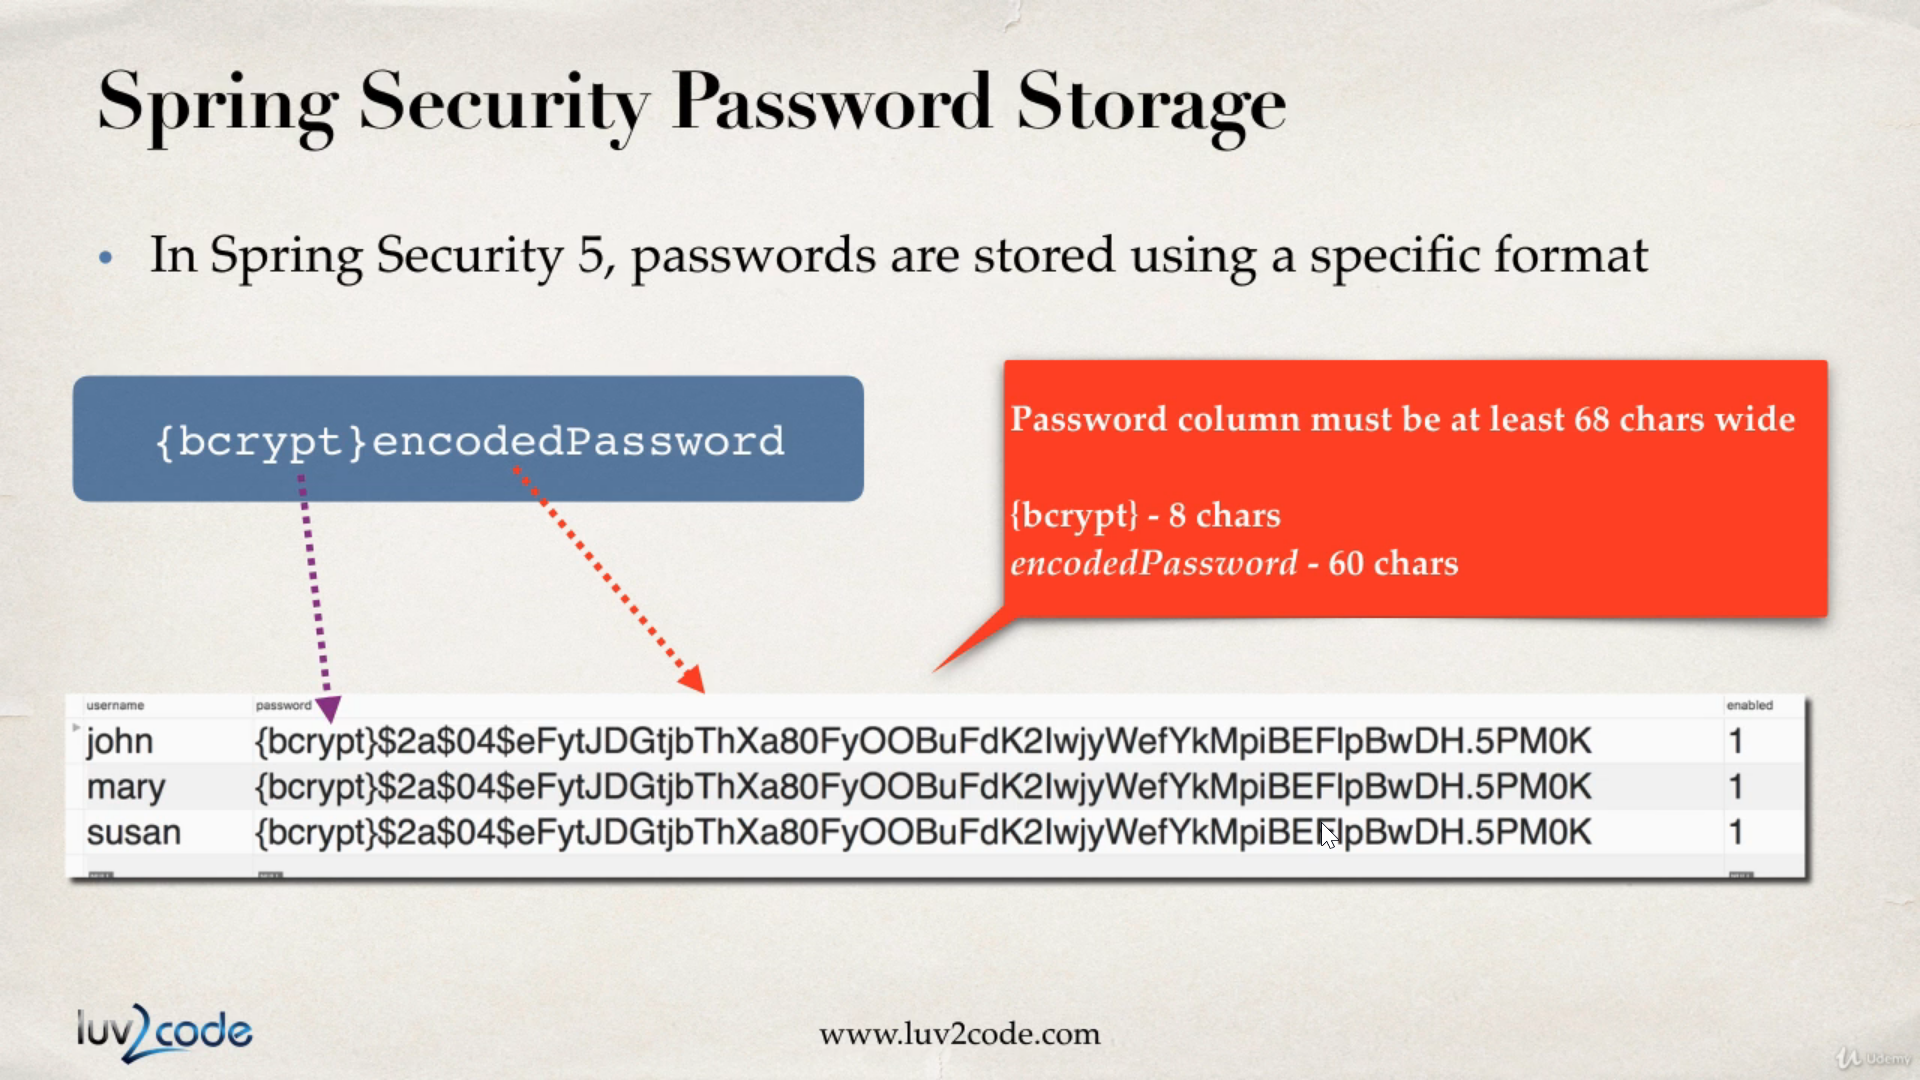 Spring Security Password Storage
• In Spring Security 5, passwords are stored using a specific format
{bcrypt}encodedPassword
Password column must be at least 68 chars wide
{bcrypt} - 8 chars
encodedPassword - 60 chars
username password enabled
john {bcrypt}$2a$04$eFytJDGtjbThXa80FyOOBuFdK2IwjyWefYkMpiBEFlpBwDH.5PM0K 1
mary {bcrypt}$2a$04$eFytJDGtjbThXa80FyOOBuFdK2IwjyWefYkMpiBEFlpBwDH.5PM0K 1
susan {bcrypt}$2a$04$eFytJDGtjbThXa80FyOOBuFdK2IwjyWefYkMpiBEFlpBwDH.5PM0K 1
luv2code
www.luv2code.com
Udemy